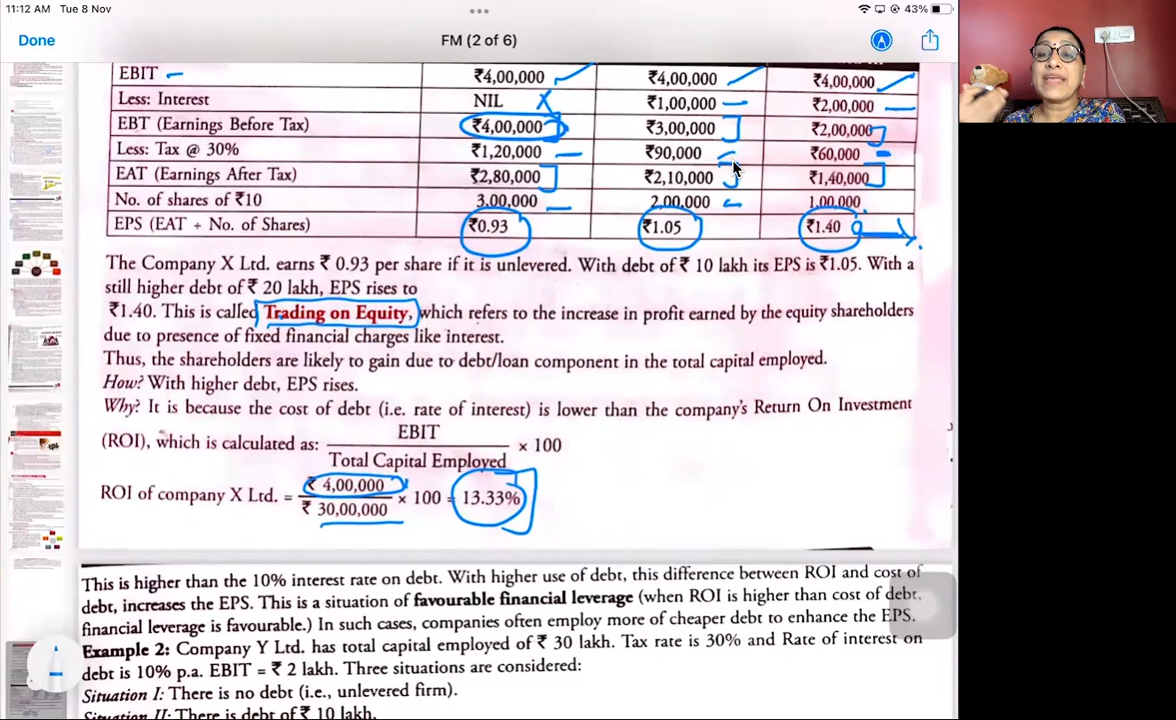 11:12 AM Tue 8 Nov
43%
Done
FM (2 of 6)
EBIT ₹4,00,000 ₹4,00,000 ₹4,00,000
Less: Interest NIL ₹1,00,000 ₹2,00,000
EBT (Earnings Before Tax) ₹4,00,000 ₹3,00,000 ₹2,00,000
Less: Tax @ 30% ₹1,20,000 ₹90,000 ₹60,000
EAT (Earnings After Tax) ₹2,80,000 ₹2,10,000 ₹1,40,000
No. of shares of ₹10 3,00,000 2,00,000 1,00,000
EPS (EAT ÷ No. of Shares) ₹0.93 ₹1.05 ₹1.40
The Company X Ltd. earns ₹ 0.93 per share if it is unlevered. With debt of ₹ 10 lakh its EPS is ₹1.05. With a
still higher debt of ₹ 20 lakh, EPS rises to
₹1.40. This is called Trading on Equity, which refers to the increase in profit earned by the equity shareholders
due to presence of fixed financial charges like interest.
Thus, the shareholders are likely to gain due to debt/loan component in the total capital employed.
How? With higher debt, EPS rises.
Why? It is because the cost of debt (i.e. rate of interest) is lower than the company's Return On Investment
(ROI), which is calculated as: EBIT / Total Capital Employed × 100
ROI of company X Ltd. = ₹ 4,00,000 / ₹ 30,00,000 × 100 = 13.33%
This is higher than the 10% interest rate on debt. With higher use of debt, this difference between ROI and cost of
debt, increases the EPS. This is a situation of favourable financial leverage (when ROI is higher than cost of debt,
financial leverage is favourable.) In such cases, companies often employ more of cheaper debt to enhance the EPS.
Example 2: Company Y Ltd. has total capital employed of ₹ 30 lakh. Tax rate is 30% and Rate of interest on
debt is 10% p.a. EBIT = ₹ 2 lakh. Three situations are considered:
Situation I: There is no debt (i.e., unlevered firm).
Situation II: There is debt of ₹ 10 lakh.